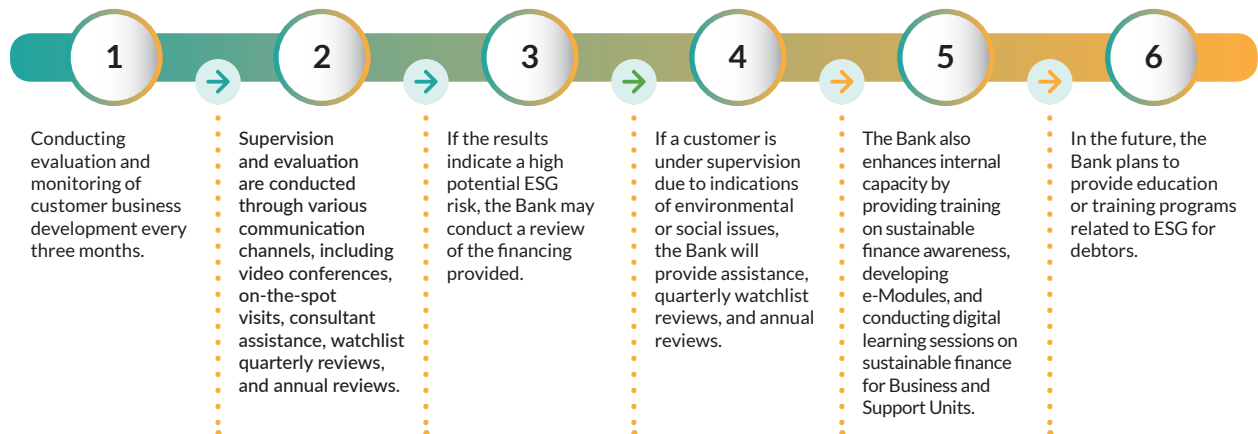 1
Conducting
evaluation and
monitoring of
customer business
development every
three months.
2
Supervision
and evaluation
are conducted
through various
communication
channels, including
video conferences,
on-the-spot
visits, consultant
assistance, watchlist
quarterly reviews,
and annual reviews.
3
If the results
indicate a high
potential ESG
risk, the Bank may
conduct a review
of the financing
provided.
4
If a customer is
under supervision
due to indications
of environmental
or social issues,
the Bank will
provide assistance,
quarterly watchlist
reviews, and annual
reviews.
5
The Bank also
enhances internal
capacity by
providing training
on sustainable
finance awareness,
developing
e-Modules, and
conducting digital
learning sessions on
sustainable finance
for Business and
Support Units.
6
In the future, the
Bank plans to
provide education
or training programs
related to ESG for
debtors.